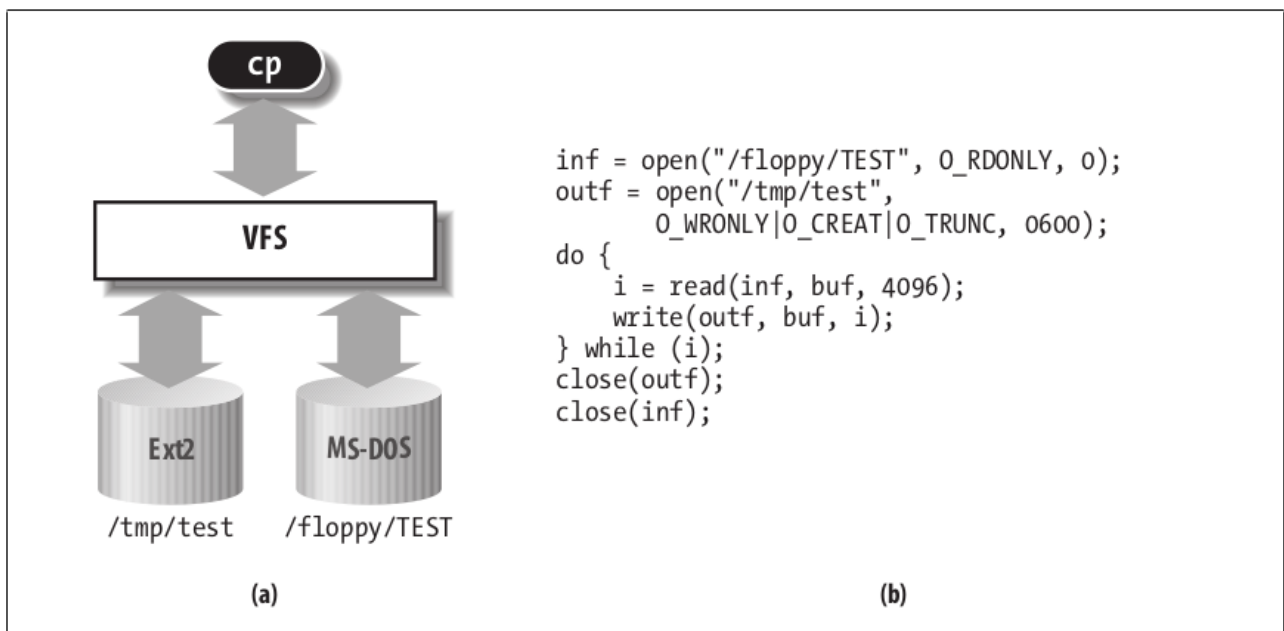 cp
VFS
Ext2
MS-DOS
/tmp/test
/floppy/TEST
(a)
inf = open("/floppy/TEST", O_RDONLY, 0);
outf = open("/tmp/test",
       O_WRONLY|O_CREAT|O_TRUNC, 0600);
do {
    i = read(inf, buf, 4096);
    write(outf, buf, i);
} while (i);
close(outf);
close(inf);
(b)